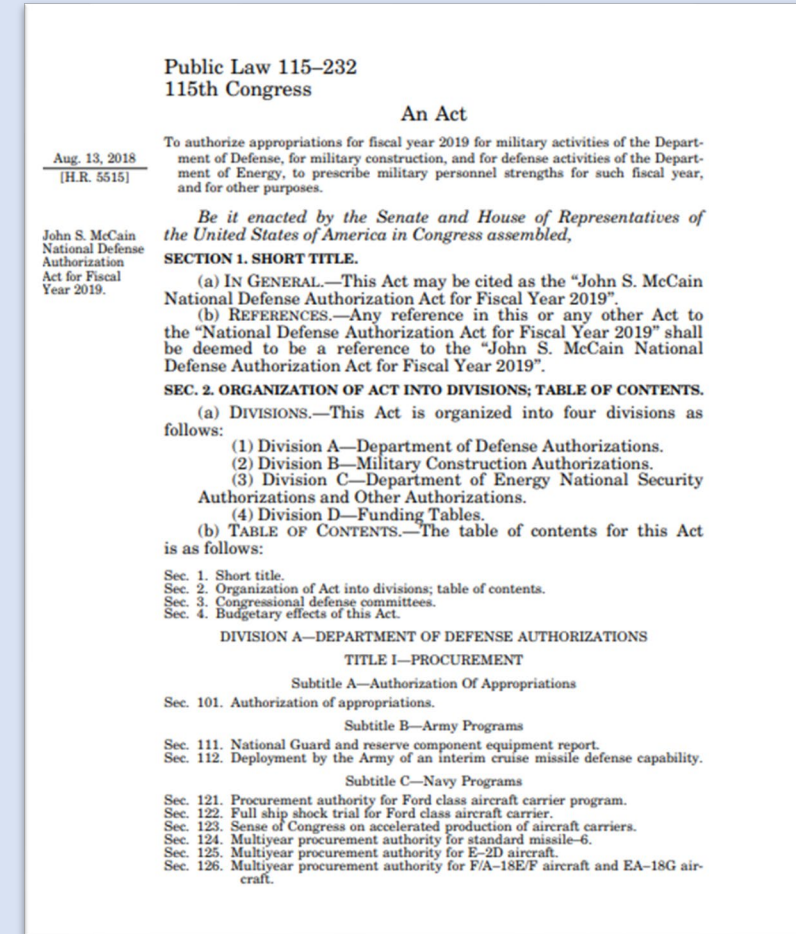 Public Law 115–232
115th Congress
An Act
Aug. 13, 2018
[H.R. 5515]
To authorize appropriations for fiscal year 2019 for military activities of the Depart-
ment of Defense, for military construction, and for defense activities of the Depart-
ment of Energy, to prescribe military personnel strengths for such fiscal year,
and for other purposes.
John S. McCain
National Defense
Authorization
Act for Fiscal
Year 2019.
Be it enacted by the Senate and House of Representatives of
the United States of America in Congress assembled,
SECTION 1. SHORT TITLE.
(a) IN GENERAL.—This Act may be cited as the “John S. McCain
National Defense Authorization Act for Fiscal Year 2019”.
(b) REFERENCES.—Any reference in this or any other Act to
the “National Defense Authorization Act for Fiscal Year 2019” shall
be deemed to be a reference to the “John S. McCain National
Defense Authorization Act for Fiscal Year 2019”.
SEC. 2. ORGANIZATION OF ACT INTO DIVISIONS; TABLE OF CONTENTS.
(a) DIVISIONS.—This Act is organized into four divisions as
follows:
(1) Division A—Department of Defense Authorizations.
(2) Division B—Military Construction Authorizations.
(3) Division C—Department of Energy National Security
Authorizations and Other Authorizations.
(4) Division D—Funding Tables.
(b) TABLE OF CONTENTS.—The table of contents for this Act
is as follows:
Sec. 1. Short title.
Sec. 2. Organization of Act into divisions; table of contents.
Sec. 3. Congressional defense committees.
Sec. 4. Budgetary effects of this Act.
DIVISION A—DEPARTMENT OF DEFENSE AUTHORIZATIONS
TITLE I—PROCUREMENT
Subtitle A—Authorization Of Appropriations
Sec. 101. Authorization of appropriations.
Subtitle B—Army Programs
Sec. 111. National Guard and reserve component equipment report.
Sec. 112. Deployment by the Army of an interim cruise missile defense capability.
Subtitle C—Navy Programs
Sec. 121. Procurement authority for Ford class aircraft carrier program.
Sec. 122. Full ship shock trial for Ford class aircraft carrier.
Sec. 123. Sense of Congress on accelerated production of aircraft carriers.
Sec. 124. Multiyear procurement authority for standard missile–6.
Sec. 125. Multiyear procurement authority for E–2D aircraft.
Sec. 126. Multiyear procurement authority for F/A–18E/F aircraft and EA–18G air-
craft.